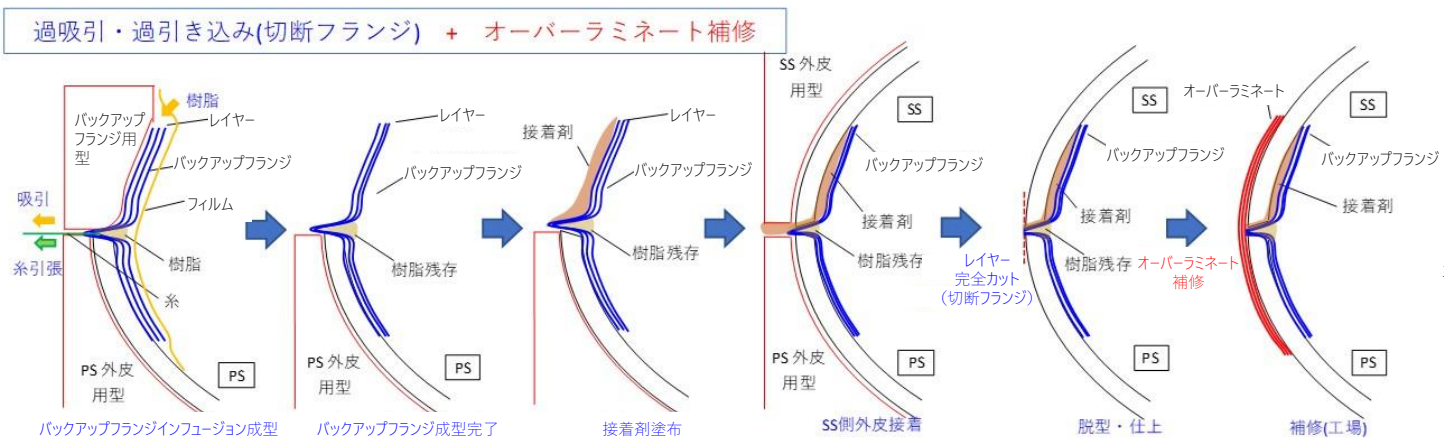 過吸引・過引き込み(切断フランジ) + オーバーラミネート補修
樹脂
バックアップ
フランジ用
型
レイヤー
バックアップフランジ
吸引
フィルム
糸引張
樹脂
糸
PS 外皮
用型
PS
バックアップフランジインフュージョン成型
レイヤー
バックアップフランジ
樹脂残存
PS 外皮
用型
PS
バックアップフランジ成型完了
接着剤
レイヤー
バックアップフランジ
樹脂残存
PS 外皮
用型
接着剤塗布
SS 外皮
用型
SS
バックアップフランジ
接着剤
樹脂残存
PS 外皮
用型
PS
SS側外皮接着
レイヤー
完全カット
(切断フランジ)
SS
バックアップフランジ
接着剤
樹脂残存
PS
脱型・仕上
オーバーラミネート
補修
オーバーラミネート
SS
バックアップフランジ
接着剤
PS
補修(工場)